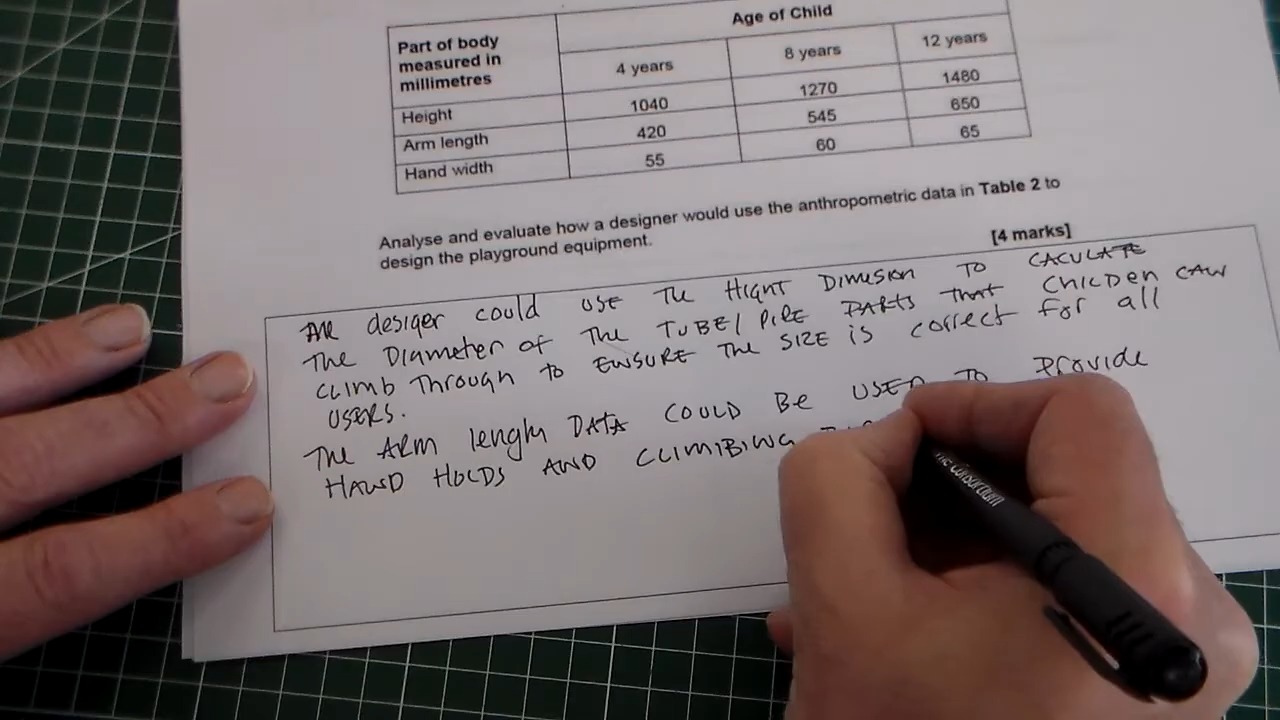 Age of Child
Part of body measured in millimetres 4 years 8 years 12 years
Height 1040 1270 1480
Arm length 420 545 650
Hand width 55 60 65
Analyse and evaluate how a designer would use the anthropometric data in Table 2 to
design the playground equipment.
[4 marks]
desiger could use The Hight Dimension To CACULATE
The Diameter of The TUBE/PIPE PARTS that CHILDen CAN
CLIMB Through to ENSURE The SIZE is correct for all
USERS.
The ARM length DATA COULD Be USED TO Provide
HAND HOLDS AND CLIMIBING
The Consortium